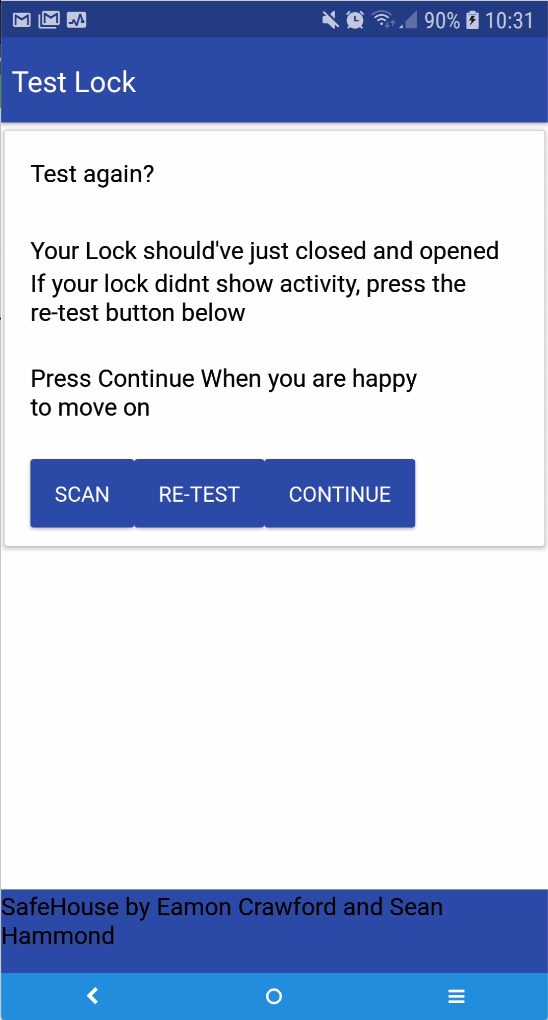 90% 10:31
Test Lock
Test again?
Your Lock should've just closed and opened
If your lock didnt show activity, press the
re-test button below
Press Continue When you are happy
to move on
SCAN RE-TEST CONTINUE
SafeHouse by Eamon Crawford and Sean
Hammond